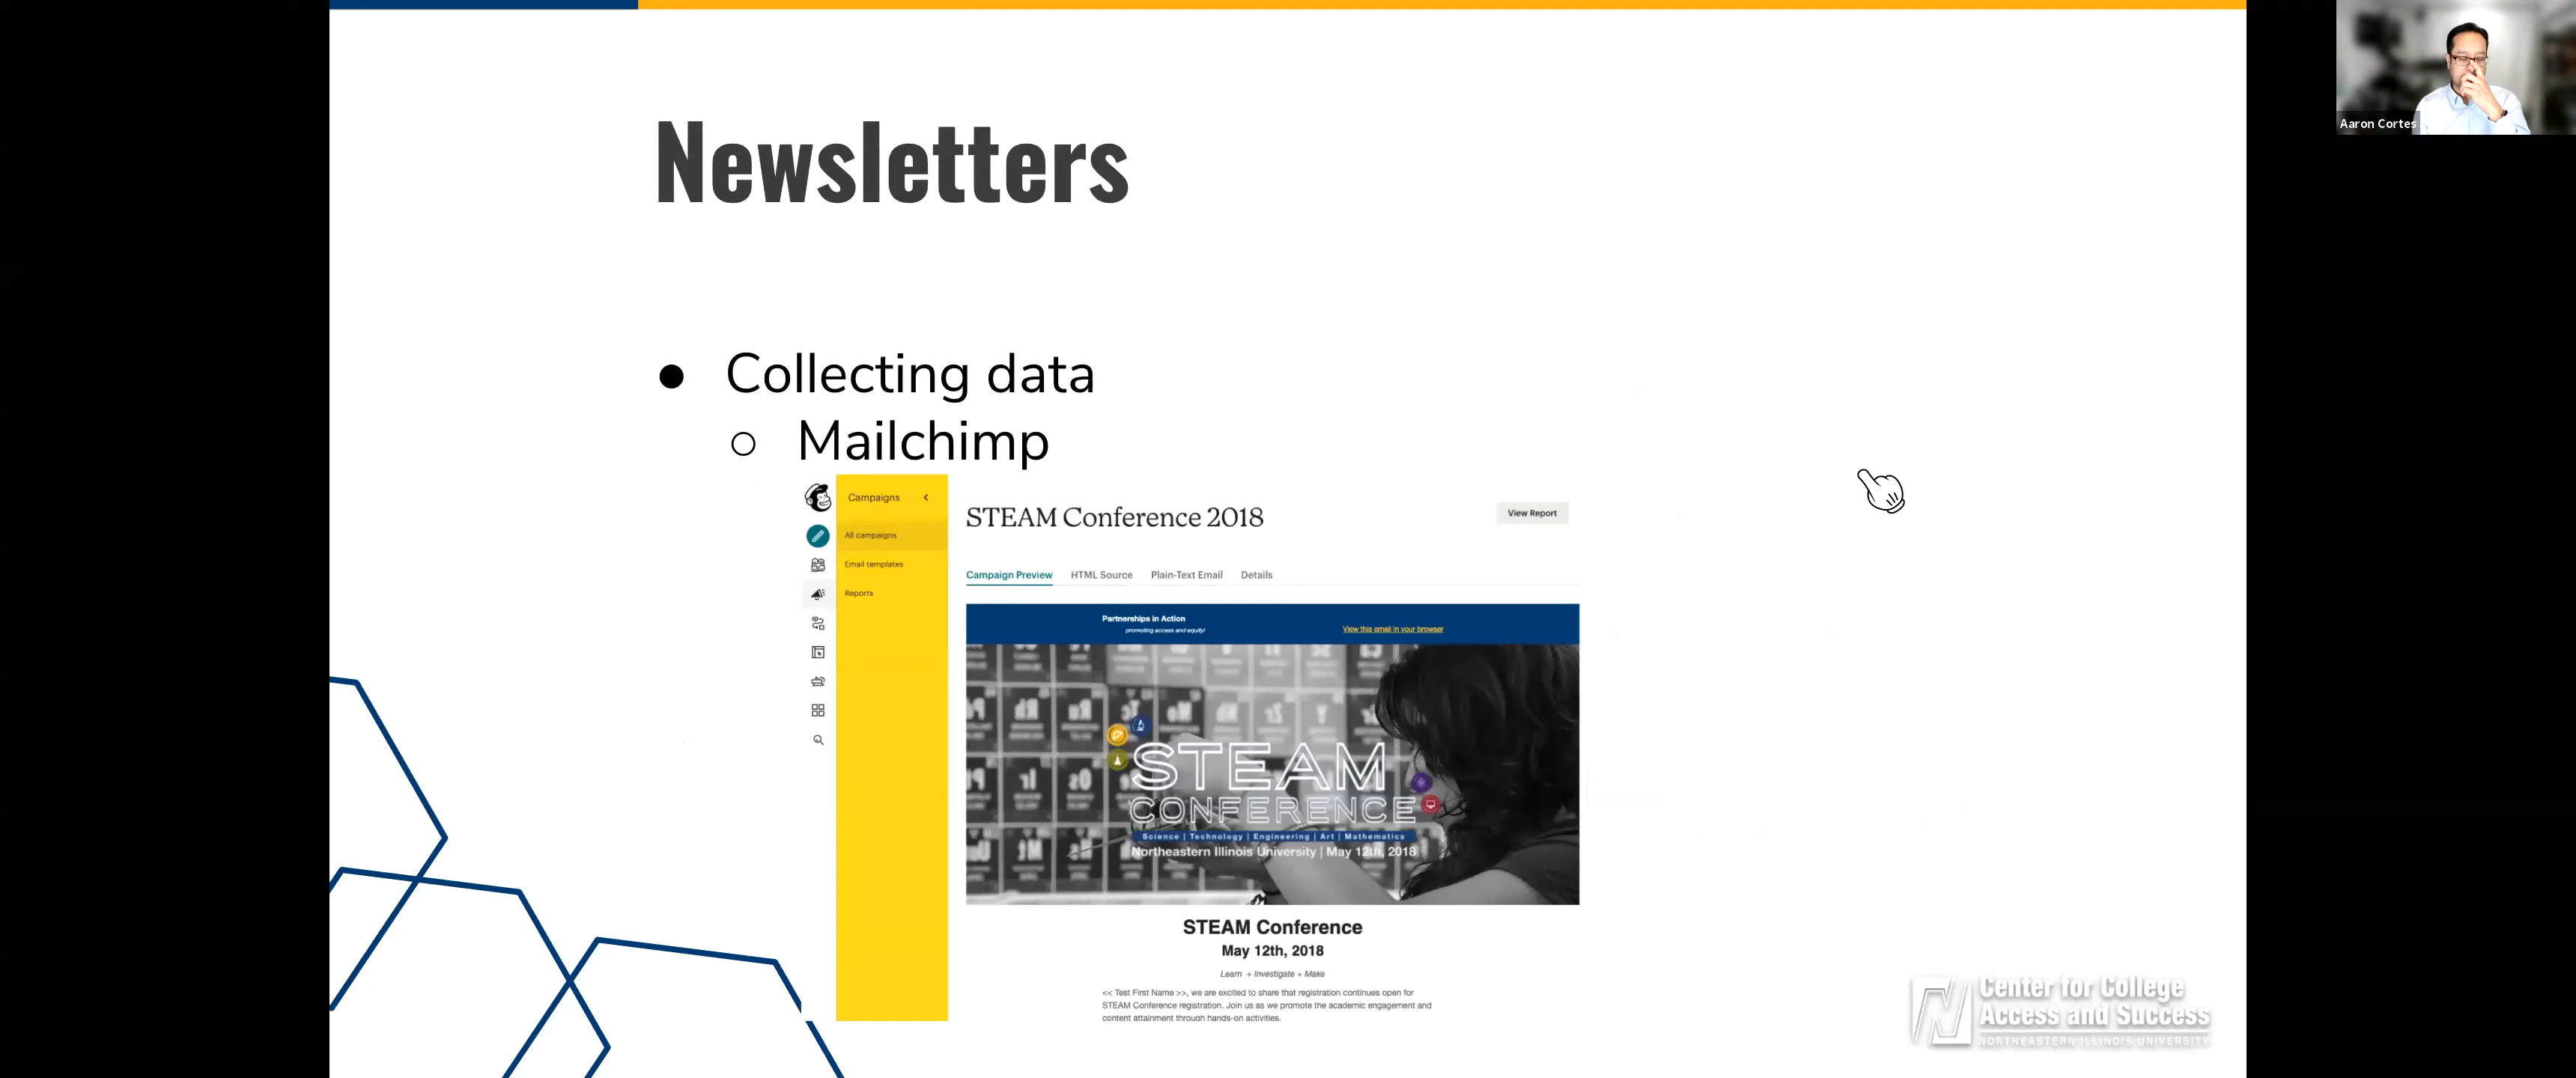 Newsletters
Aaron Cortes
● Collecting data
○ Mailchimp
Campaigns
All campaigns
Email templates
Reports
STEAM Conference 2018
View Report
Campaign Preview HTML Source Plain-Text Email Details
Partnerships in Action
promoting access and equity!
View this email in your browser
STEAM
CONFERENCE
Science | Technology | Engineering | Art | Mathematics
Northeastern Illinois University | May 12th, 2018
STEAM Conference
May 12th, 2018
Learn + Investigate + Make
<< Test First Name >>, we are excited to share that registration continues open for
STEAM Conference registration. Join us as we promote the academic engagement and
content attainment through hands-on activities.
Center for College
Access and Success
NORTHEASTERN ILLINOIS UNIVERSITY